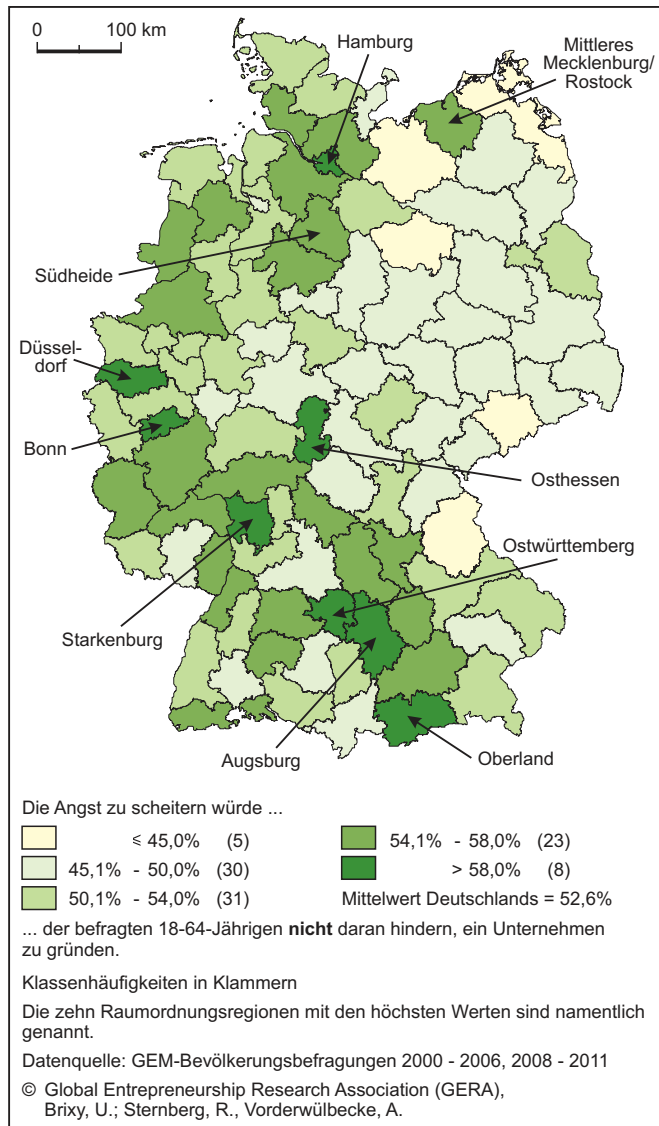 0 100 km
Hamburg
Mittleres
Mecklenburg/
Rostock
Südheide
Düssel-
dorf
Bonn
Osthessen
Ostwürttemberg
Starkenburg
Augsburg
Oberland
Die Angst zu scheitern würde ...
≤ 45,0% (5)
45,1% - 50,0% (30)
50,1% - 54,0% (31)
54,1% - 58,0% (23)
> 58,0% (8)
Mittelwert Deutschlands = 52,6%
... der befragten 18-64-Jährigen nicht daran hindern, ein Unternehmen
zu gründen.
Klassenhäufigkeiten in Klammern
Die zehn Raumordnungsregionen mit den höchsten Werten sind namentlich
genannt.
Datenquelle: GEM-Bevölkerungsbefragungen 2000 - 2006, 2008 - 2011
© Global Entrepreneurship Research Association (GERA),
Brixy, U.; Sternberg, R., Vorderwülbecke, A.